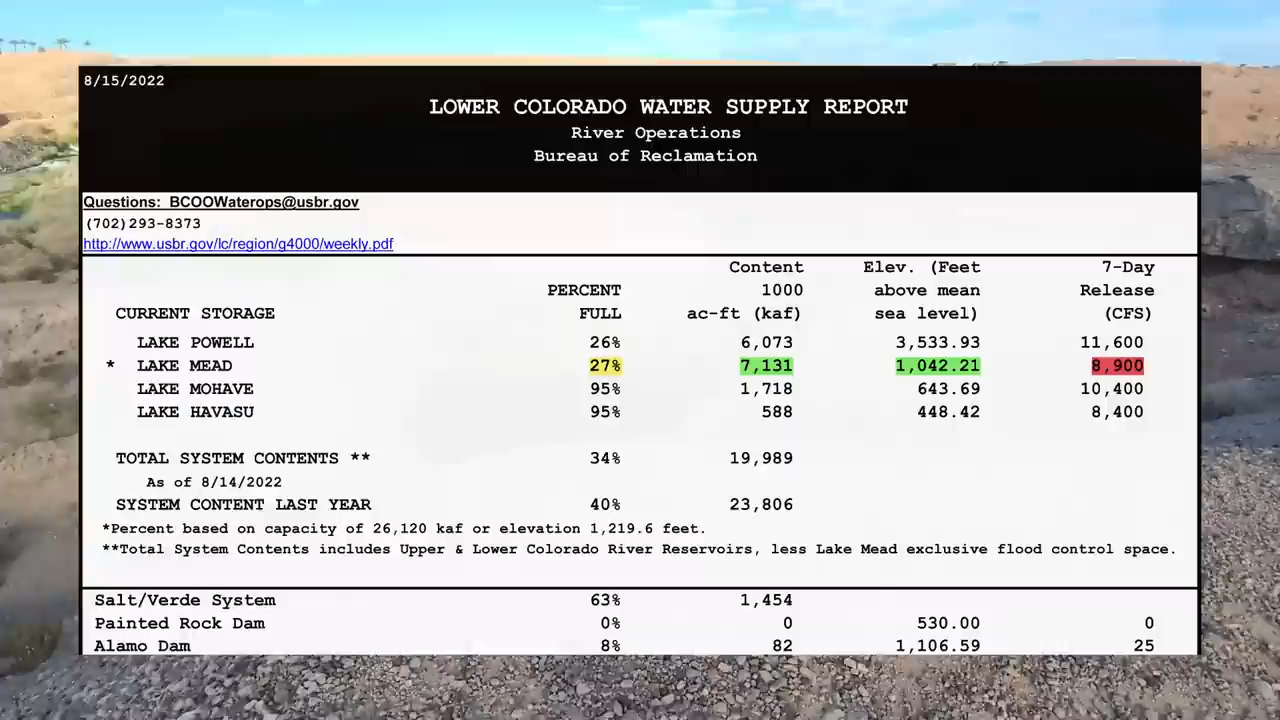 8/15/2022
LOWER COLORADO WATER SUPPLY REPORT
River Operations
Bureau of Reclamation
Questions: BCOOWaterops@usbr.gov
(702)293-8373
http://www.usbr.gov/lc/region/g4000/weekly.pdf
Content Elev. (Feet 7-Day
PERCENT 1000 above mean Release
CURRENT STORAGE FULL ac-ft (kaf) sea level) (CFS)
LAKE POWELL 26% 6,073 3,533.93 11,600
* LAKE MEAD 27% 7,131 1,042.21 8,900
LAKE MOHAVE 95% 1,718 643.69 10,400
LAKE HAVASU 95% 588 448.42 8,400
TOTAL SYSTEM CONTENTS ** 34% 19,989
As of 8/14/2022
SYSTEM CONTENT LAST YEAR 40% 23,806
*Percent based on capacity of 26,120 kaf or elevation 1,219.6 feet.
**Total System Contents includes Upper & Lower Colorado River Reservoirs, less Lake Mead exclusive flood control space.
Salt/Verde System 63% 1,454
Painted Rock Dam 0% 0 530.00 0
Alamo Dam 8% 82 1,106.59 25